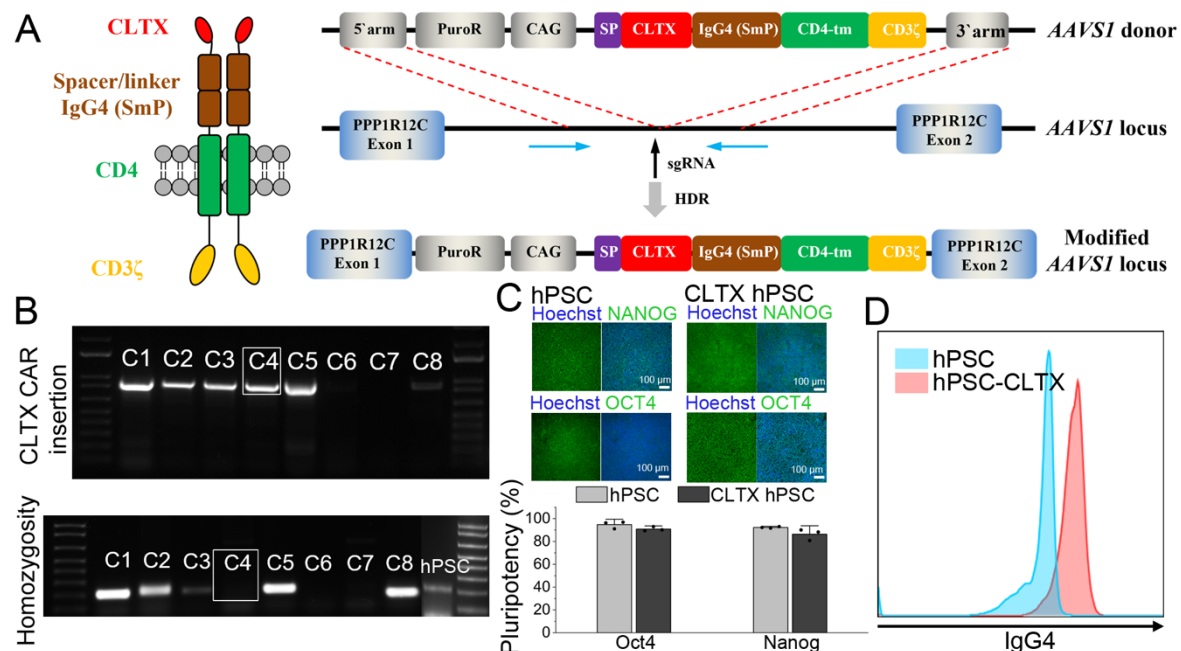 A
CLTX
Spacer/linker
IgG4 (SmP)
CD4
CD3ζ
5`arm PuroR CAG SP CLTX IgG4 (SmP) CD4-tm CD3ζ 3`arm AAVS1 donor
PPP1R12C
Exon 1
PPP1R12C
Exon 2
AAVS1 locus
sgRNA
HDR
PPP1R12C
Exon 1
PuroR CAG SP CLTX IgG4 (SmP) CD4-tm CD3ζ
PPP1R12C
Exon 2
Modified
AAVS1 locus
B
CLTX CAR
insertion
C1 C2 C3 C4 C5 C6 C7 C8
Homozygosity
C1 C2 C3 C4 C5 C6 C7 C8 hPSC
C
hPSC
Hoechst NANOG
100 µm
Hoechst OCT4
100 µm
CLTX hPSC
Hoechst NANOG
100 µm
Hoechst OCT4
100 µm
hPSC CLTX hPSC
Pluripotency (%)
100
80
60
40
20
0
Oct4 Nanog
D
hPSC
hPSC-CLTX
IgG4